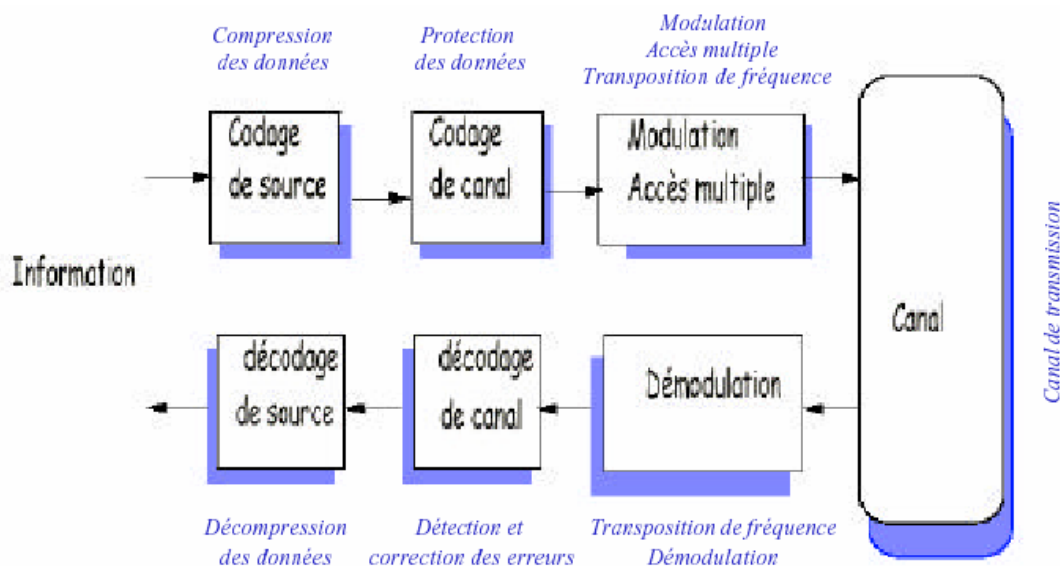 Compression
des données
Protection
des données
Modulation
Accès multiple
Transposition de fréquence
Codage
de source
Codage
de canal
Modulation
Accès multiple
Information
Canal
Canal de transmission
décodage
de source
décodage
de canal
Démodulation
Décompression
des données
Détection et
correction des erreurs
Transposition de fréquence
Démodulation